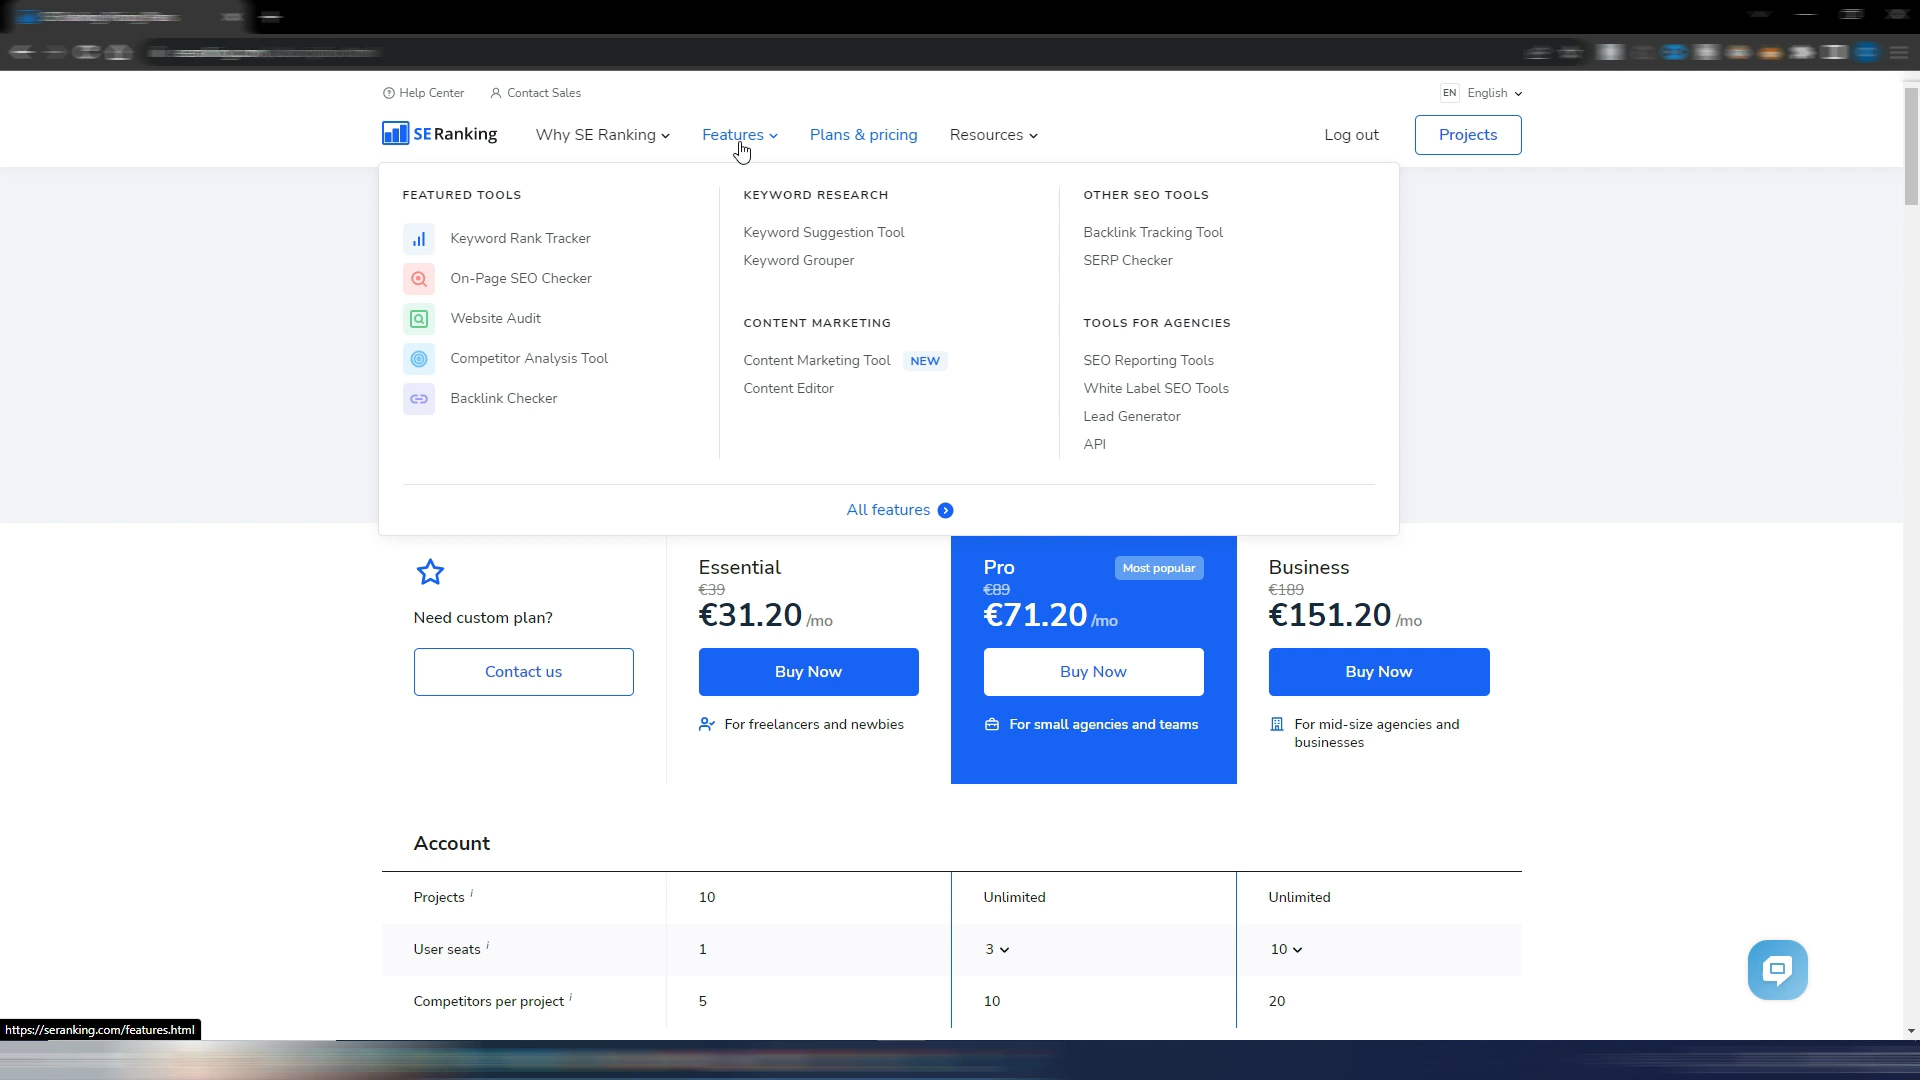 Help Center
Contact Sales
EN English
SE Ranking
Why SE Ranking
Features
Plans & pricing
Resources
Log out
Projects
FEATURED TOOLS
Keyword Rank Tracker
On-Page SEO Checker
Website Audit
Competitor Analysis Tool
Backlink Checker
KEYWORD RESEARCH
Keyword Suggestion Tool
Keyword Grouper
CONTENT MARKETING
Content Marketing Tool NEW
Content Editor
OTHER SEO TOOLS
Backlink Tracking Tool
SERP Checker
TOOLS FOR AGENCIES
SEO Reporting Tools
White Label SEO Tools
Lead Generator
API
All features
Need custom plan?
Contact us
Essential
€39
€31.20 /mo
Buy Now
For freelancers and newbies
Pro
Most popular
€89
€71.20 /mo
Buy Now
For small agencies and teams
Business
€189
€151.20 /mo
Buy Now
For mid-size agencies and
businesses
Account
Projects i 10 Unlimited Unlimited
User seats i 1 3 10
Competitors per project i 5 10 20
https://seranking.com/features.html